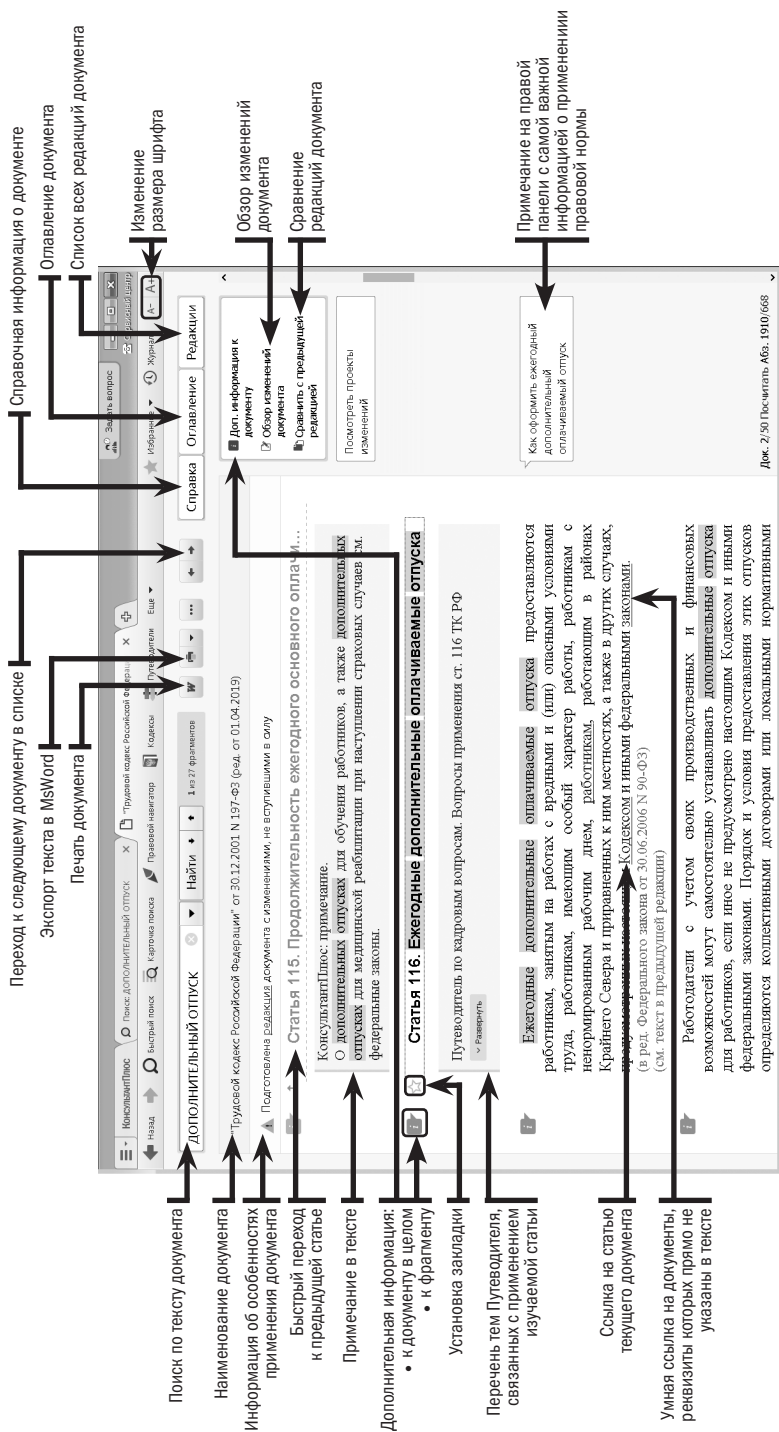 Переход к следующему документу в списке
Экспорт текста в MsWord
Печать документа
Справочная информация о документе
Оглавление документа
Список всех редакций документа
Изменение
размера шрифта
Обзор изменений
документа
Сравнение
редакций документа
Примечание на правой
панели с самой важной
информацией о применениии
правовой нормы
Поиск по тексту документа
Наименование документа
Информация об особенностях
применения документа
Быстрый переход
к предыдущей статье
Примечание в тексте
Дополнительная информация:
• к документу в целом
• к фрагменту
Установка закладки
Перечень тем Путеводителя,
связанных с применением
изучаемой статьи
Ссылка на статью
текущего документа
Умная ссылка на документы,
реквизиты которых прямо не
указаны в тексте
КонсультантПлюс
Поиск: ДОПОЛНИТЕЛЬНЫЙ ОТПУСК ×
"Трудовой кодекс Российской Федерац ×
Задать вопрос
Сервисный центр
Назад
Быстрый поиск
Карточка поиска
Правовой навигатор
Кодексы
Путеводители
Еще
Избранное
Журнал
A- A+
ДОПОЛНИТЕЛЬНЫЙ ОТПУСК
Найти
1 из 27 фрагментов
Справка
Оглавление
Редакции
"Трудовой кодекс Российской Федерации" от 30.12.2001 N 197-ФЗ (ред. от 01.04.2019)
Подготовлена редакция документа с изменениями, не вступившими в силу
Статья 115. Продолжительность ежегодного основного оплачи...
КонсультантПлюс: примечание.
О дополнительных отпусках для обучения работников, а также дополнительных
отпусках для медицинской реабилитации при наступлении страховых случаев см.
федеральные законы.
Статья 116. Ежегодные дополнительные оплачиваемые отпуска
Путеводитель по кадровым вопросам. Вопросы применения ст. 116 ТК РФ
Развернуть
Ежегодные дополнительные оплачиваемые отпуска предоставляются
работникам, занятым на работах с вредными и (или) опасными условиями
труда, работникам, имеющим особый характер работы, работникам с
ненормированным рабочим днем, работникам, работающим в районах
Крайнего Севера и приравненных к ним местностях, а также в других случаях,
Кодексом и иными федеральными законами.
(в ред. Федерального закона от 30.06.2006 N 90-ФЗ)
(см. текст в предыдущей редакции)
Работодатели с учетом своих производственных и финансовых
возможностей могут самостоятельно устанавливать дополнительные отпуска
для работников, если иное не предусмотрено настоящим Кодексом и иными
федеральными законами. Порядок и условия предоставления этих отпусков
определяются коллективными договорами или локальными нормативными
Доп. информация к
документу
Обзор изменений
документа
Сравнить с предыдущей
редакцией
Посмотреть проекты
изменений
Как оформить ежегодный
дополнительный
оплачиваемый отпуск
Док. 2/50 Посчитать Абз. 1910/668